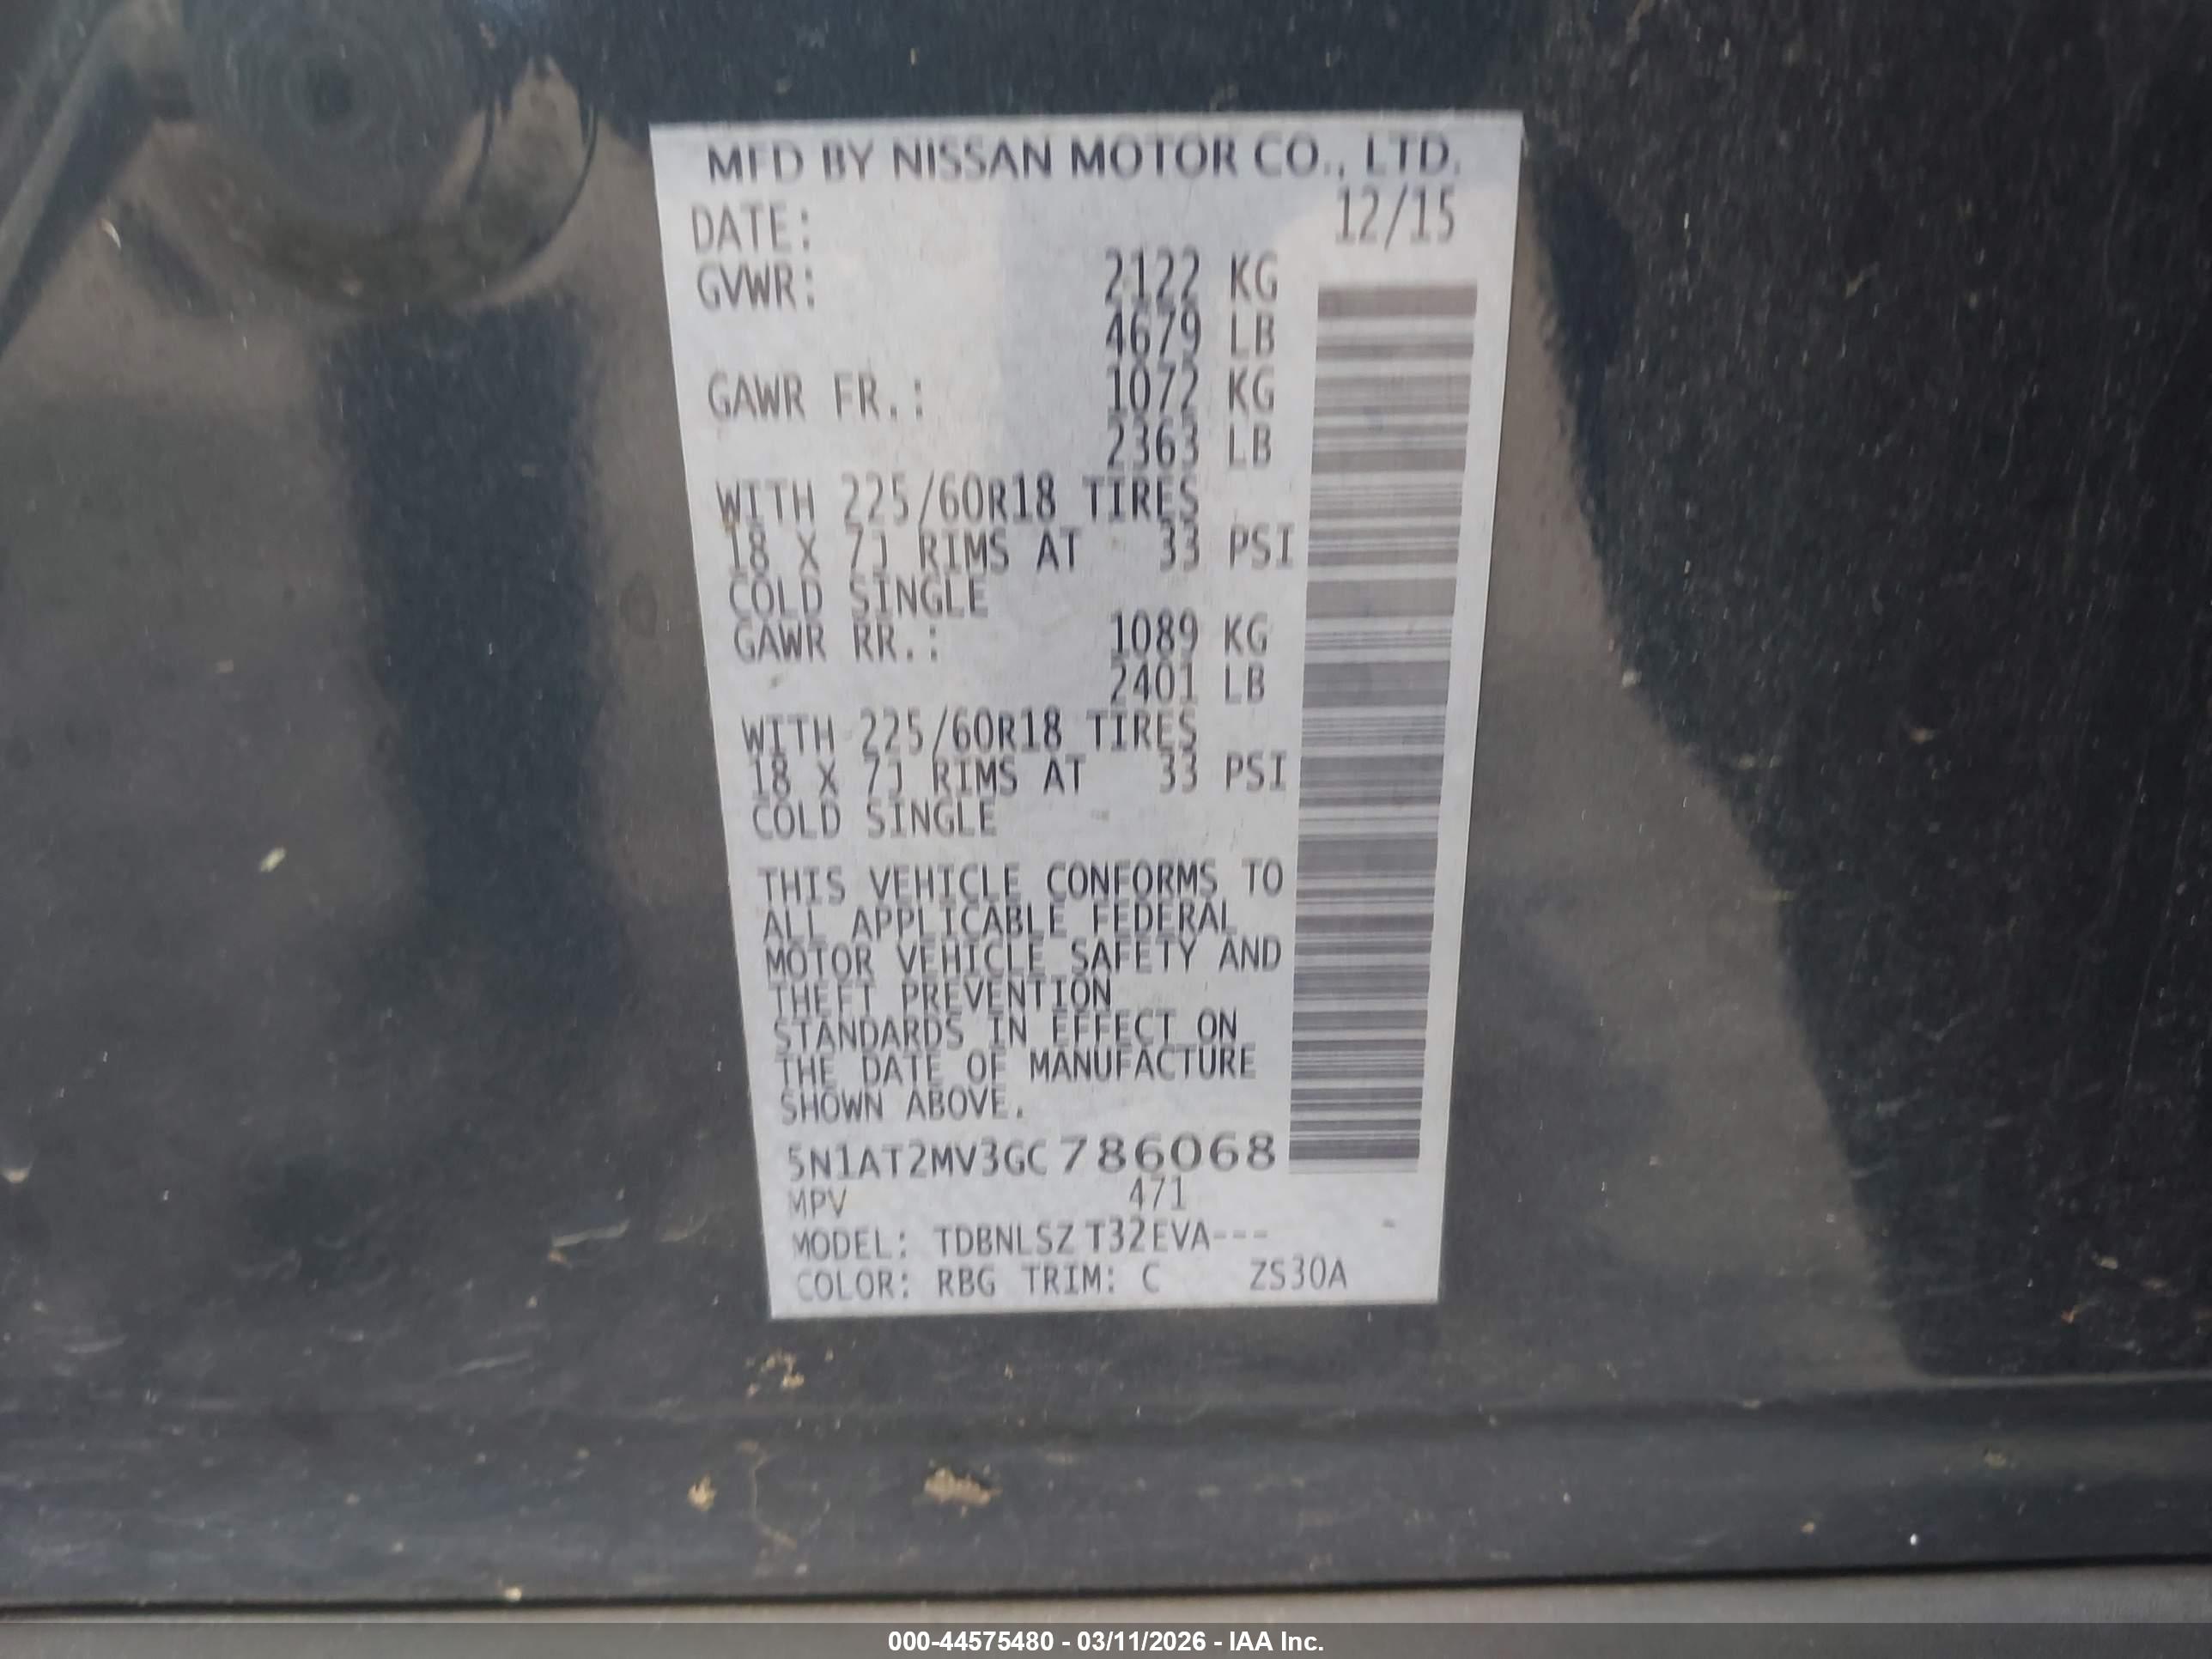 MFD BY NISSAN MOTOR CO., LTD.
DATE: 12/15
GVWR: 2122 KG
4679 LB
GAWR FR.: 1072 KG
2363 LB
WITH 225/60R18 TIRES
18 X 7J RIMS AT 33 PSI
COLD SINGLE
GAWR RR.: 1089 KG
2401 LB
WITH 225/60R18 TIRES
18 X 7J RIMS AT 33 PSI
COLD SINGLE
THIS VEHICLE CONFORMS TO
ALL APPLICABLE FEDERAL
MOTOR VEHICLE SAFETY AND
THEFT PREVENTION
STANDARDS IN EFFECT ON
THE DATE OF MANUFACTURE
SHOWN ABOVE.
5N1AT2MV3GC786068
MPV 471
MODEL: TDBNLSZ T32EVA---
COLOR: RBG TRIM: C ZS30A
000-44575480 - 03/11/2026 - IAA Inc.